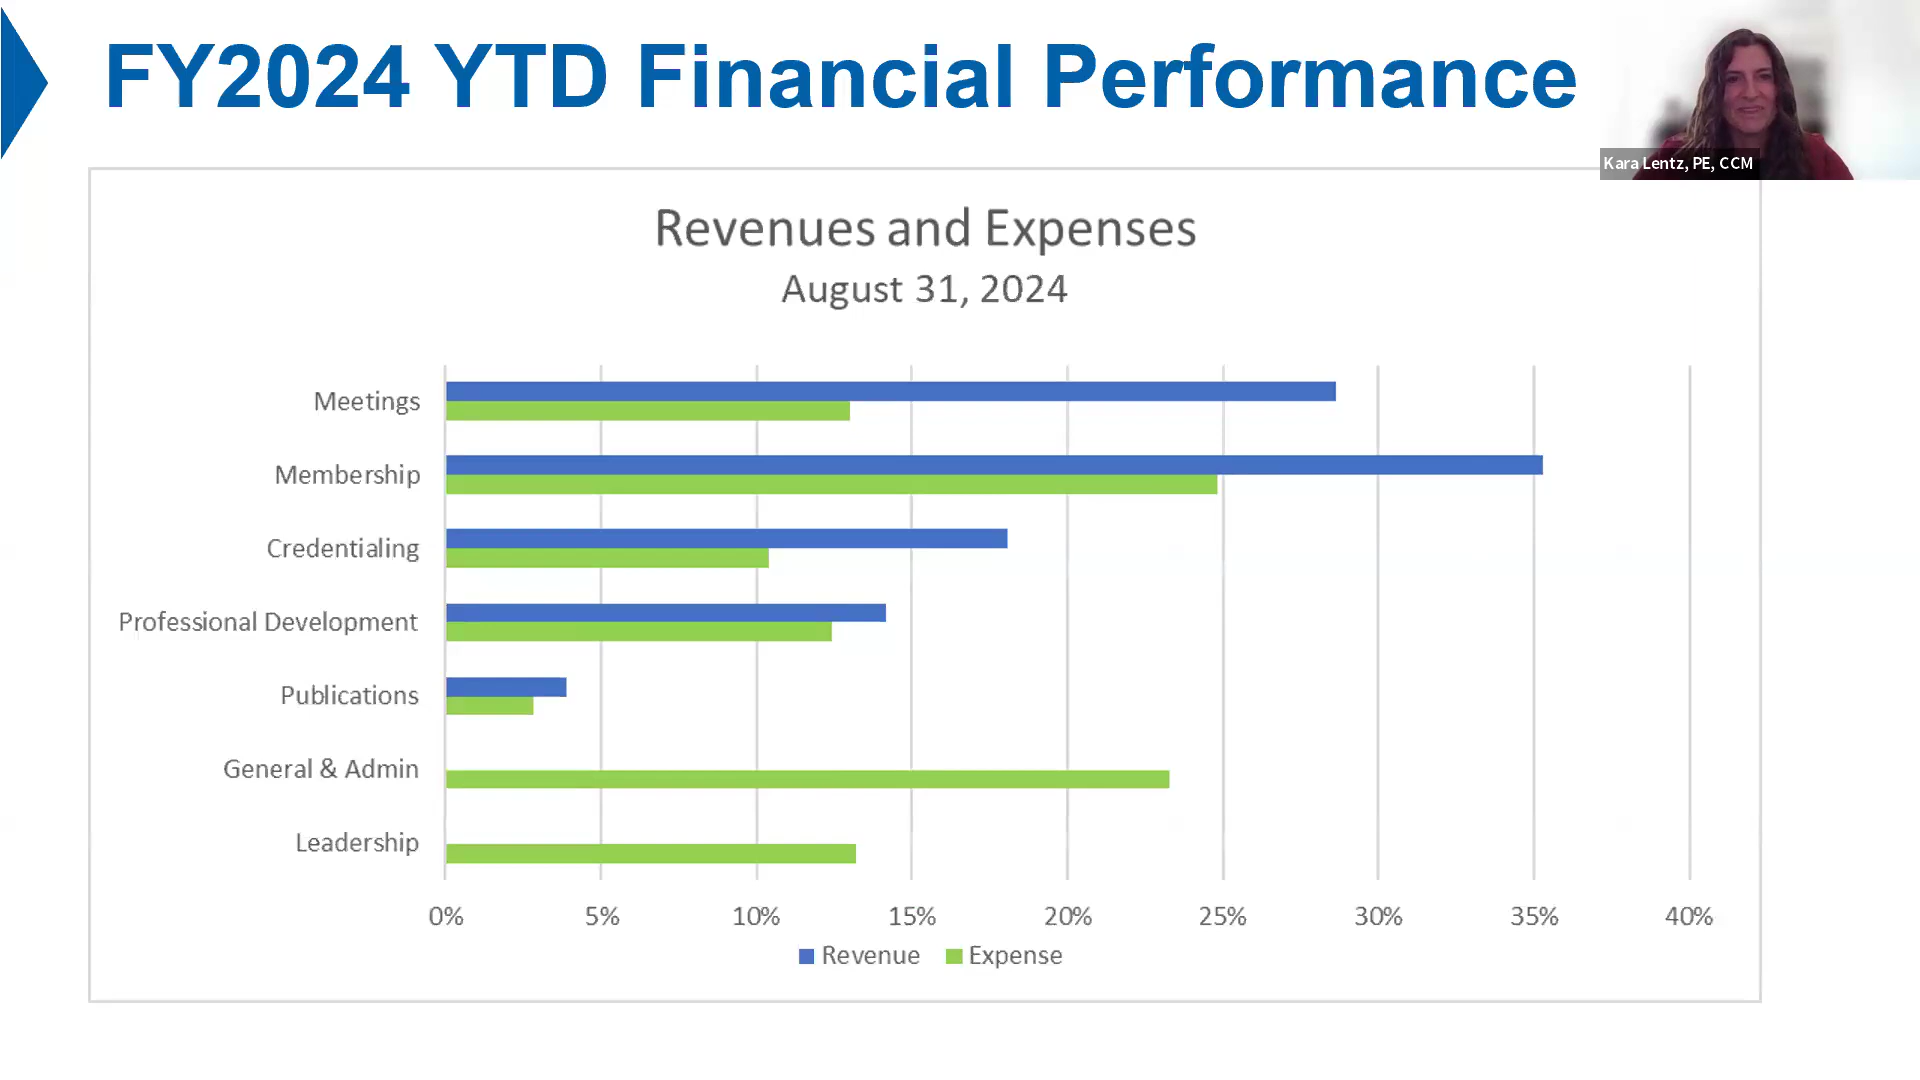 FY2024 YTD Financial Performance
Kara Lentz, PE, CCM
Revenues and Expenses
August 31, 2024
Meetings
Membership
Credentialing
Professional Development
Publications
General & Admin
Leadership
0% 5% 10% 15% 20% 25% 30% 35% 40%
Revenue Expense